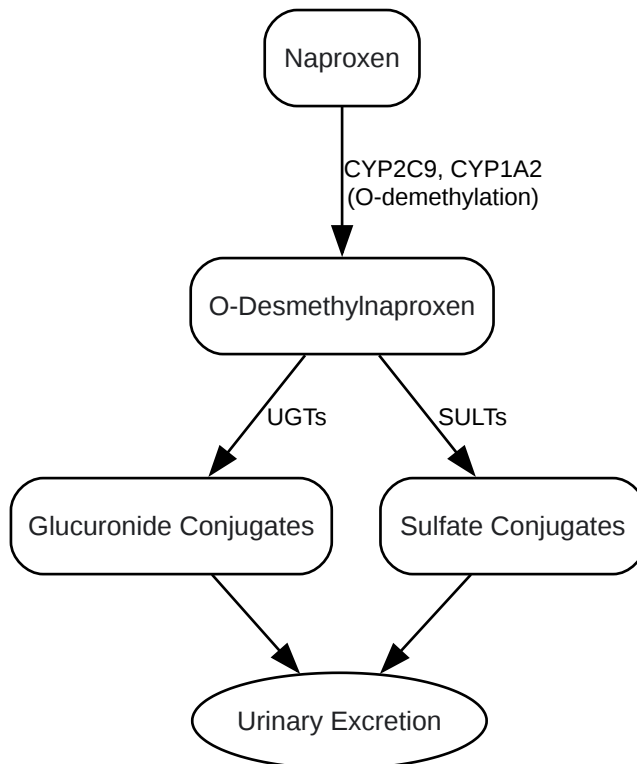 Naproxen
CYP2C9, CYP1A2
(O-demethylation)
O-Desmethylnaproxen
UGTs
SULTs
Glucuronide Conjugates
Sulfate Conjugates
Urinary Excretion